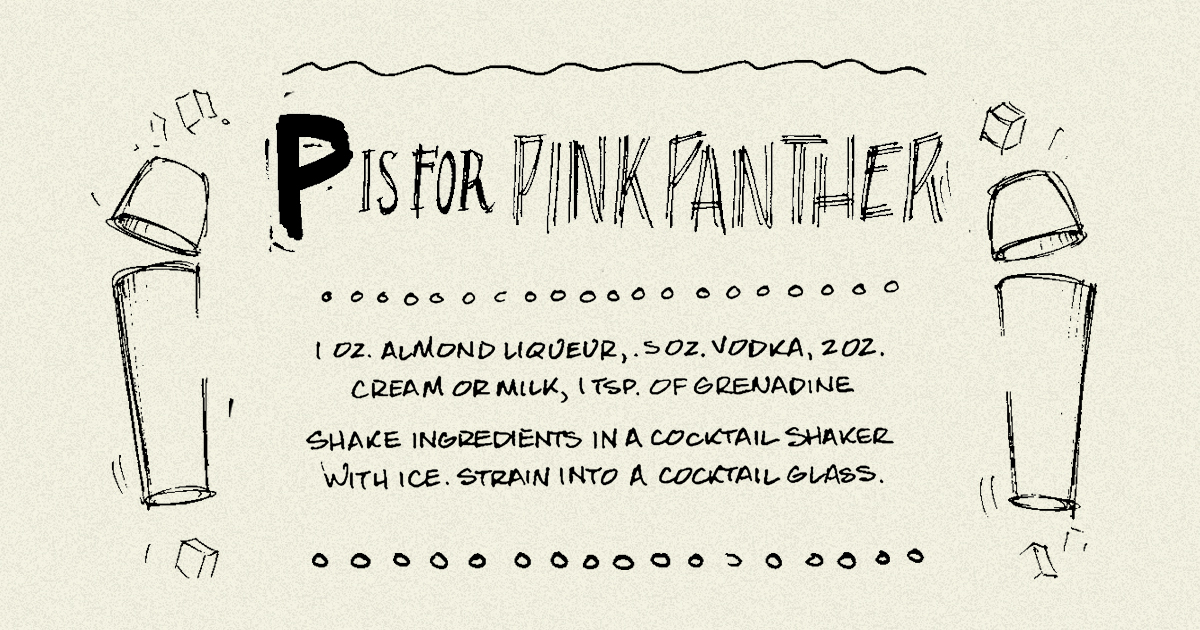 P IS FOR PINK PANTHER
1 OZ. ALMOND LIQUEUR, .5 OZ. VODKA, 2 OZ.
CREAM OR MILK, 1 TSP. OF GRENADINE
SHAKE INGREDIENTS IN A COCKTAIL SHAKER
WITH ICE. STRAIN INTO A COCKTAIL GLASS.